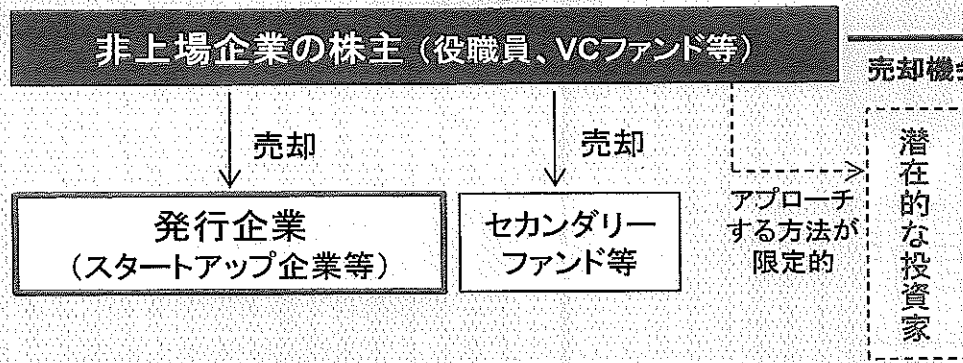 非上場企業の株主（役職員、VCファンド等）
売却機会
売却
売却
発行企業
（スタートアップ企業等）
セカンダリー
ファンド等
アプローチ
する方法が
限定的
潜在的な投資家